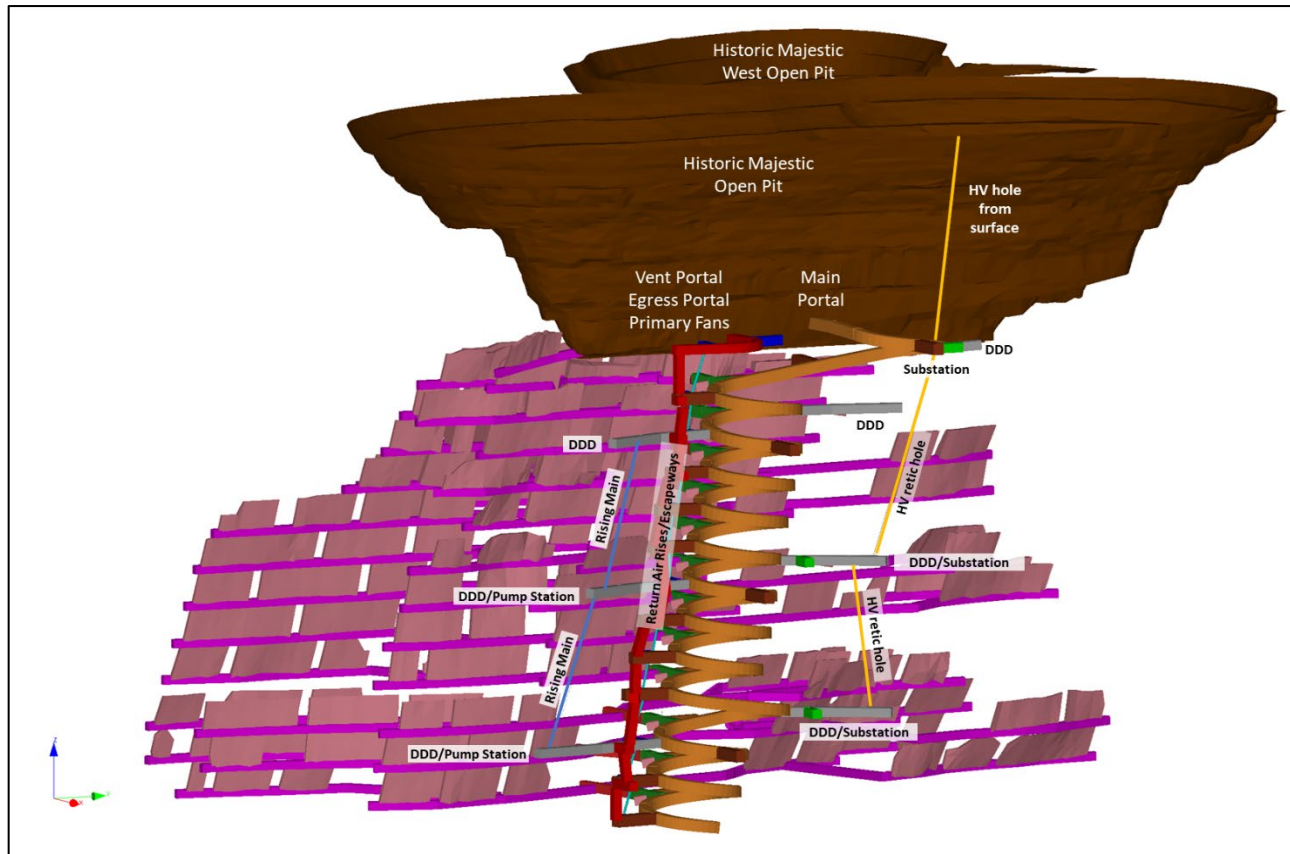 Historic Majestic
West Open Pit
Historic Majestic
Open Pit
HV hole
from
surface
Vent Portal
Egress Portal
Primary Fans
Main
Portal
DDD
Substation
DDD
DDD
HV retic hole
Rising Main
Return Air Rises/Escapeways
DDD/Substation
DDD/Pump Station
HV retic hole
Rising Main
DDD/Substation
DDD/Pump Station
Z
Y
X